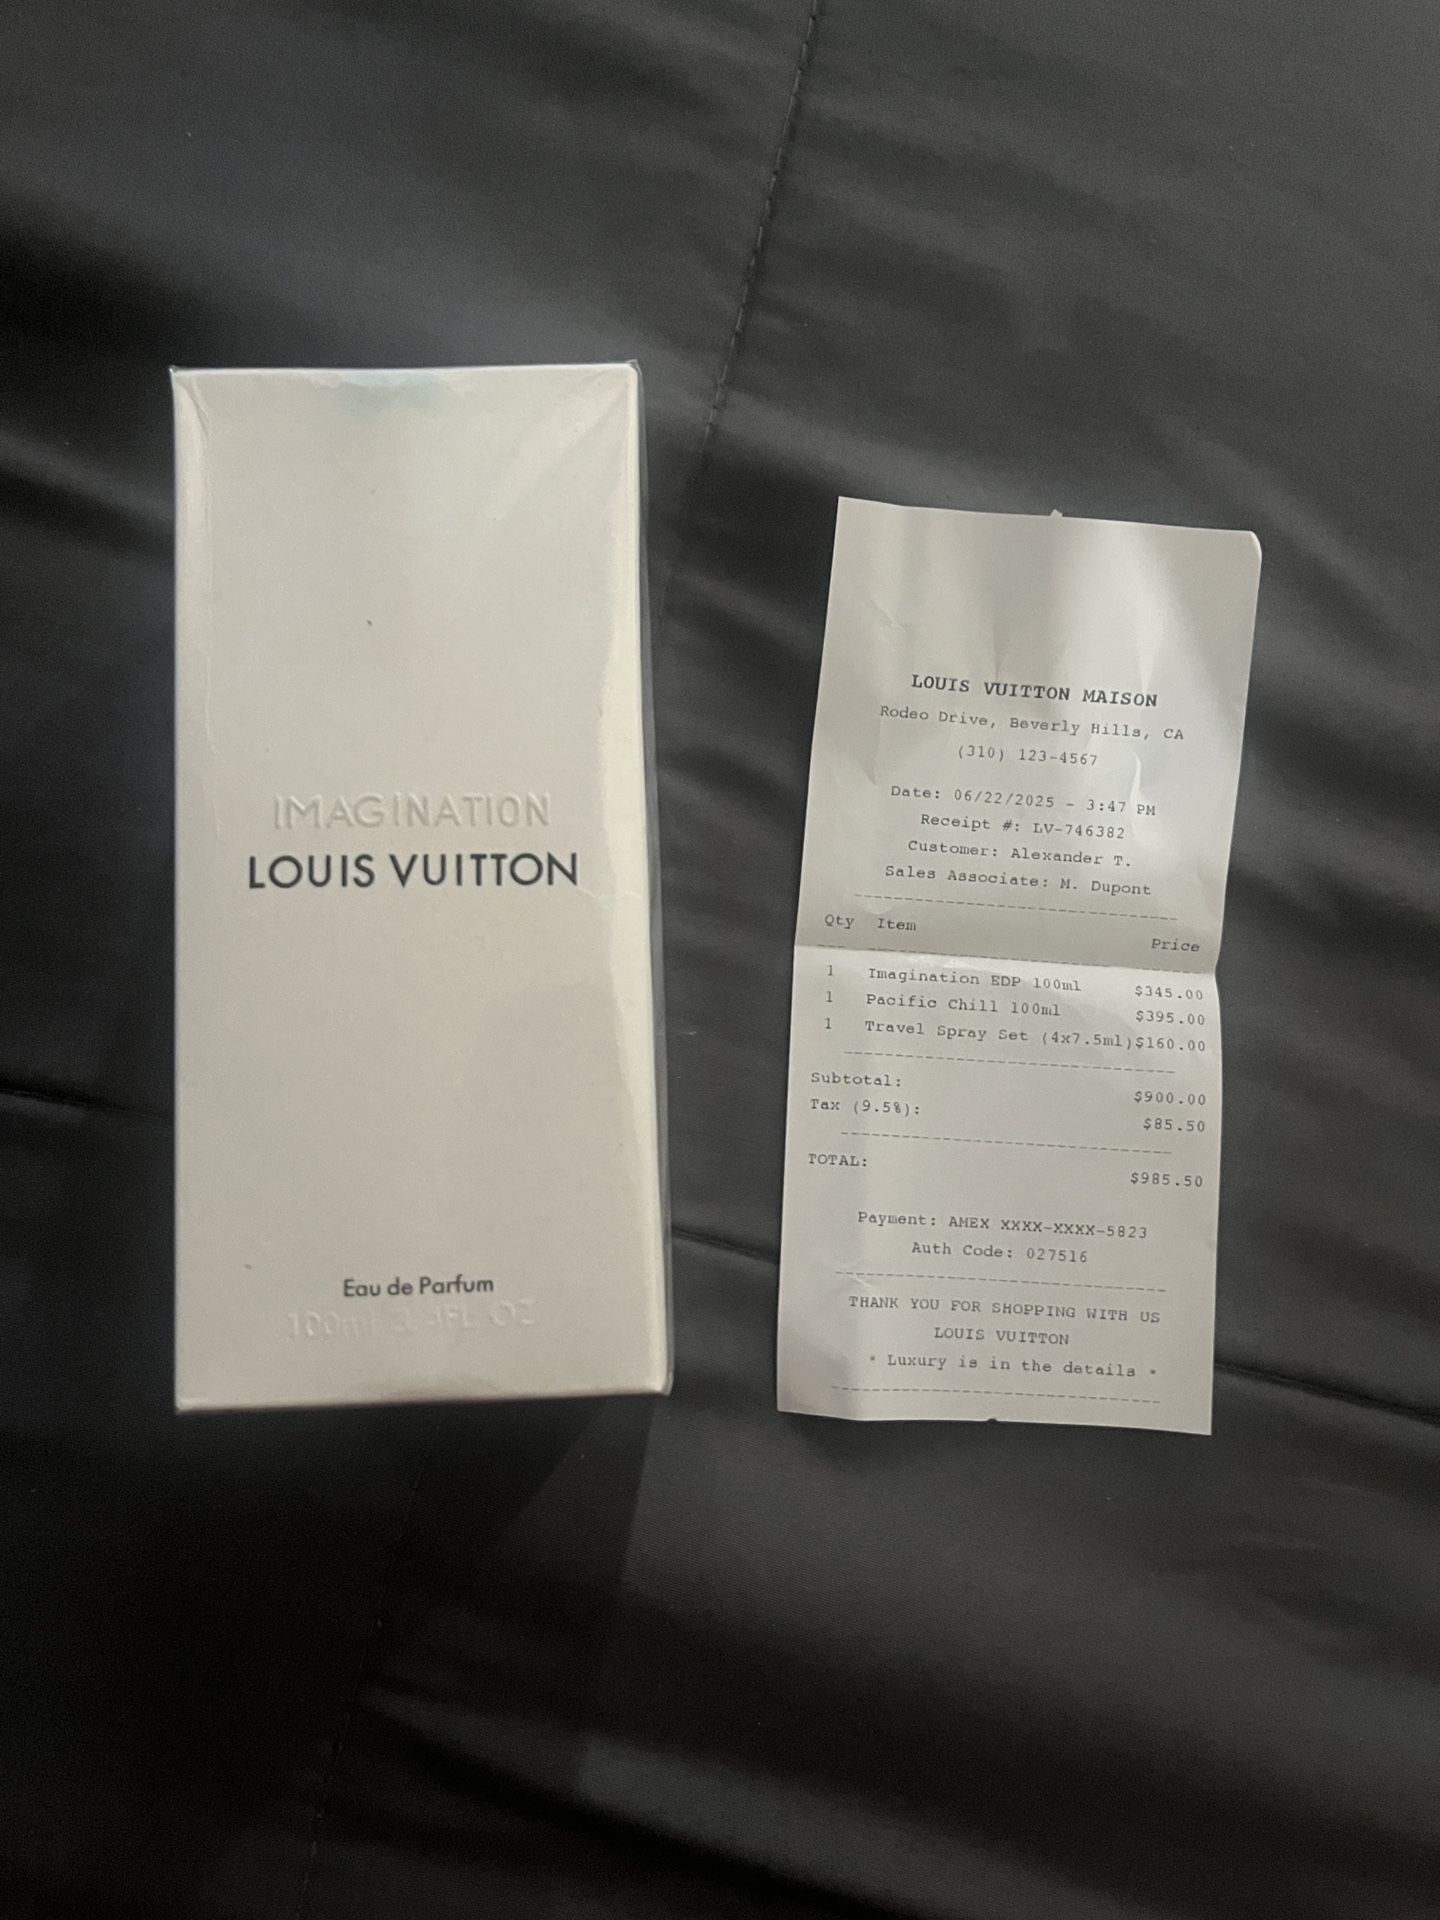 IMAGINATION
LOUIS VUITTON
Eau de Parfum
100ml 3.4FL. OZ
LOUIS VUITTON MAISON
Rodeo Drive, Beverly Hills, CA
(310) 123-4567
Date: 06/22/2025 - 3:47 PM
Receipt #: LV-746382
Customer: Alexander T.
Sales Associate: M. Dupont
Qty Item Price
1 Imagination EDP 100ml $345.00
1 Pacific Chill 100ml $395.00
1 Travel Spray Set (4x7.5ml)$160.00
Subtotal: $900.00
Tax (9.5%): $85.50
TOTAL: $985.50
Payment: AMEX XXXX-XXXX-5823
Auth Code: 027516
THANK YOU FOR SHOPPING WITH US
LOUIS VUITTON
* Luxury is in the details *